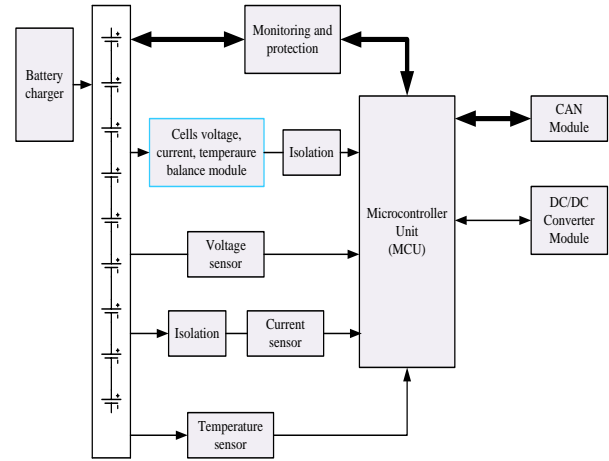 Battery
charger
Monitoring and
protection
Cells voltage,
current, temperaure
balance module
Isolation
Microcontroller
Unit
(MCU)
CAN
Module
DC/DC
Converter
Module
Voltage
sensor
Isolation
Current
sensor
Temperature
sensor